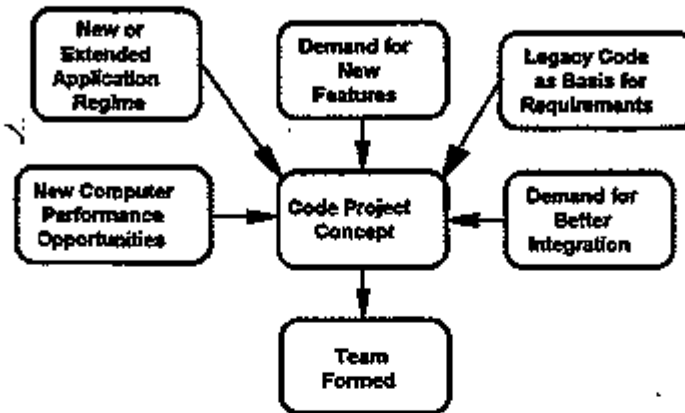 New or
Extended
Application
Regime
Demand for
New
Features
Legacy Code
as Basis for
Requirements
New Computer
Performance
Opportunities
Code Project
Concept
Demand for
Better
Integration
Team
Formed